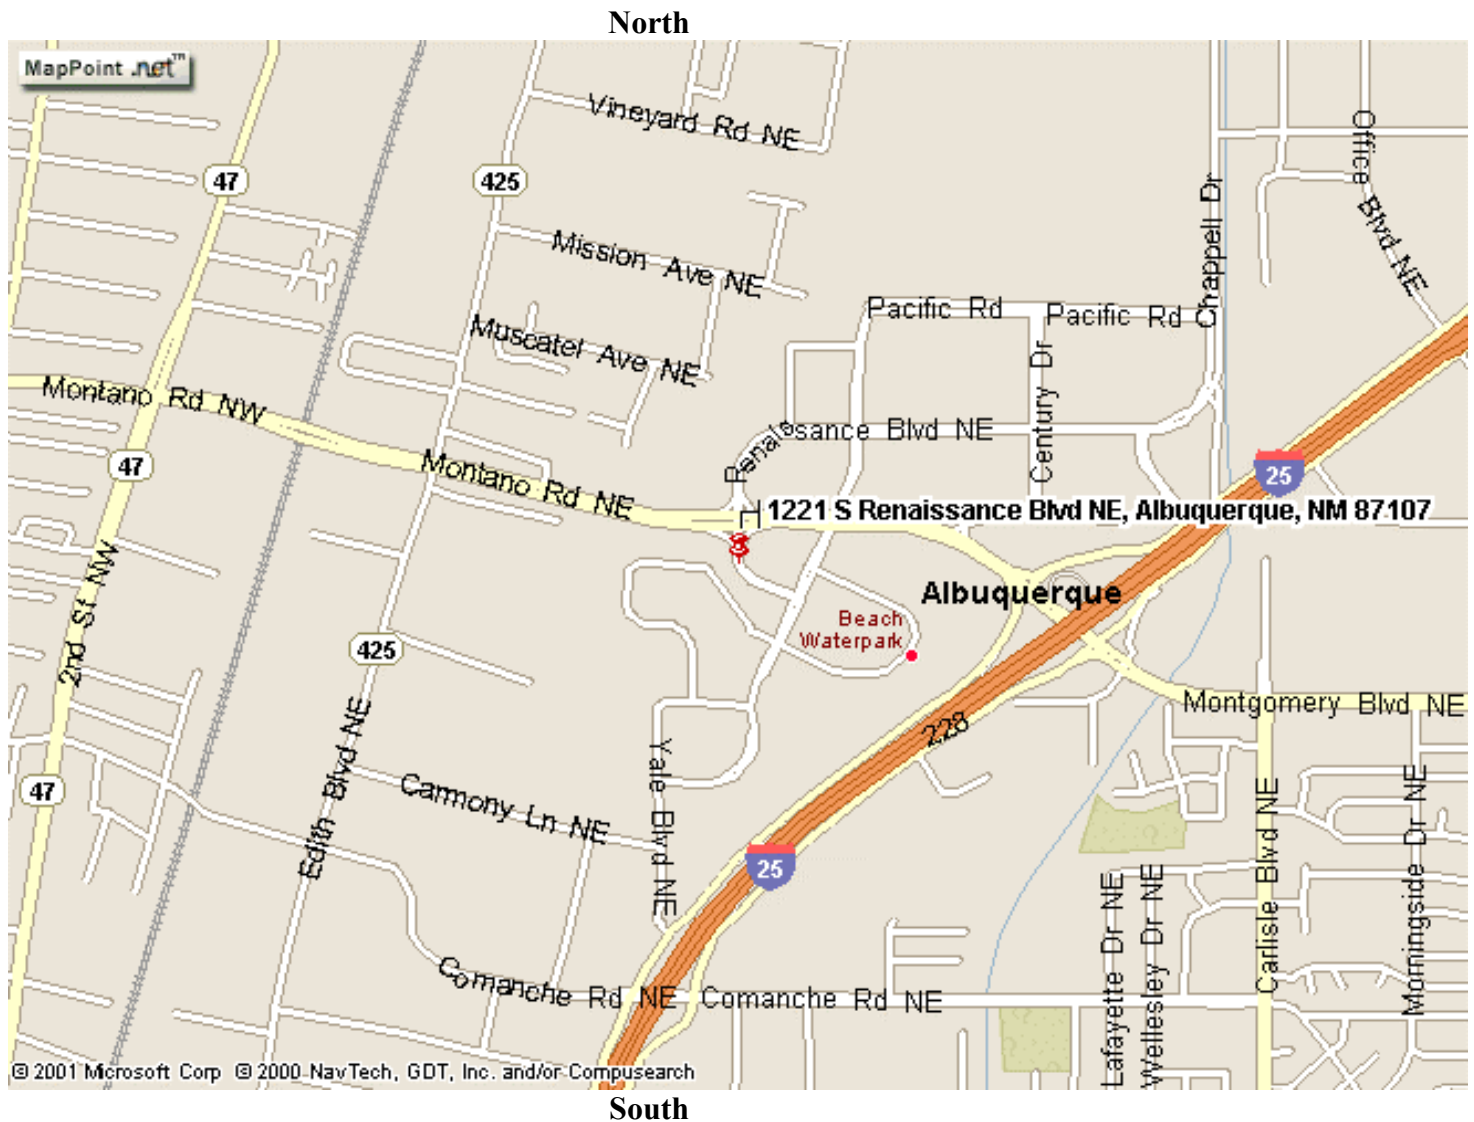 North
MapPoint .net™
Vineyard Rd NE
Office Blvd NE
47
425
Chappell Dr
Mission Ave NE
Pacific Rd
Pacific Rd
Muscatel Ave NE
Century Dr
Montano Rd NW
Renaissance Blvd NE
47
Montano Rd NE
25
1221 S Renaissance Blvd NE, Albuquerque, NM 87107
2nd St NW
Albuquerque
Beach
Waterpark
425
Montgomery Blvd NE
228
Edith Blvd NE
Yale Blvd NE
47
Carmony Ln NE
25
Carlisle Blvd NE
Morningside Dr NE
Lafayette Dr NE
Wellesley Dr NE
Comanche Rd NE
Comanche Rd NE
© 2001 Microsoft Corp © 2000 NavTech, GDT, Inc. and/or Compusearch
South